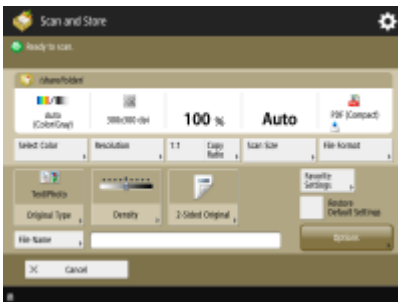 Scan and Store
Ready to scan.
/share/folder/
Auto
(Color/Gray)
300x300 dpi
100 %
Auto
PDF (Compact)
Select Color
Resolution
1:1
Copy
Ratio
Scan Size
File Format
Text/Photo
Original Type
Density
2-Sided Original
Favorite
Settings
Restore
Default Settings
File Name
Options
Cancel